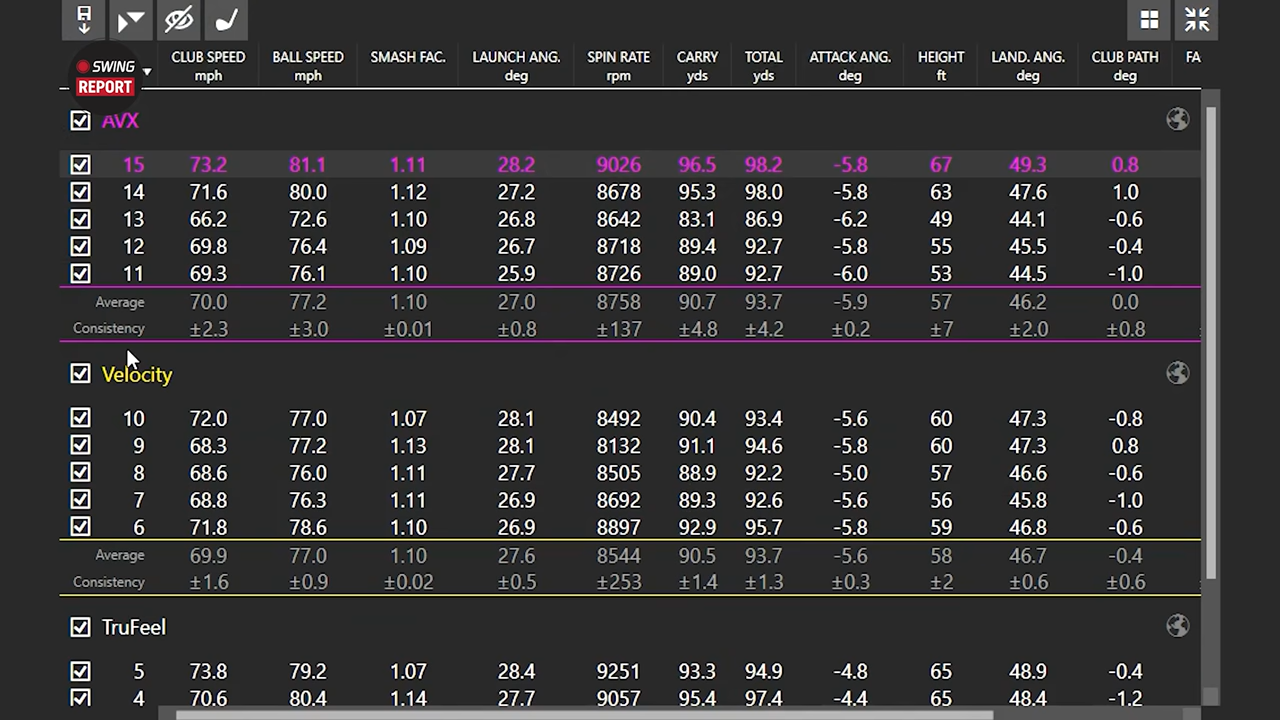 CLUB SPEED BALL SPEED SMASH FAC. LAUNCH ANG. SPIN RATE CARRY TOTAL ATTACK ANG. HEIGHT LAND. ANG. CLUB PATH FA
mph mph deg rpm yds yds deg ft deg deg
SWING
REPORT
AVX
15 73.2 81.1 1.11 28.2 9026 96.5 98.2 -5.8 67 49.3 0.8
14 71.6 80.0 1.12 27.2 8678 95.3 98.0 -5.8 63 47.6 1.0
13 66.2 72.6 1.10 26.8 8642 83.1 86.9 -6.2 49 44.1 -0.6
12 69.8 76.4 1.09 26.7 8718 89.4 92.7 -5.8 55 45.5 -0.4
11 69.3 76.1 1.10 25.9 8726 89.0 92.7 -6.0 53 44.5 -1.0
Average 70.0 77.2 1.10 27.0 8758 90.7 93.7 -5.9 57 46.2 0.0
Consistency ±2.3 ±3.0 ±0.01 ±0.8 ±137 ±4.8 ±4.2 ±0.2 ±7 ±2.0 ±0.8
Velocity
10 72.0 77.0 1.07 28.1 8492 90.4 93.4 -5.6 60 47.3 -0.8
9 68.3 77.2 1.13 28.1 8132 91.1 94.6 -5.8 60 47.3 0.8
8 68.6 76.0 1.11 27.7 8505 88.9 92.2 -5.0 57 46.6 -0.6
7 68.8 76.3 1.11 26.9 8692 89.3 92.6 -5.6 56 45.8 -1.0
6 71.8 78.6 1.10 26.9 8897 92.9 95.7 -5.8 59 46.8 -0.6
Average 69.9 77.0 1.10 27.6 8544 90.5 93.7 -5.6 58 46.7 -0.4
Consistency ±1.6 ±0.9 ±0.02 ±0.5 ±253 ±1.4 ±1.3 ±0.3 ±2 ±0.6 ±0.6
TruFeel
5 73.8 79.2 1.07 28.4 9251 93.3 94.9 -4.8 65 48.9 -0.4
4 70.6 80.4 1.14 27.7 9057 95.4 97.4 -4.4 65 48.4 -1.2